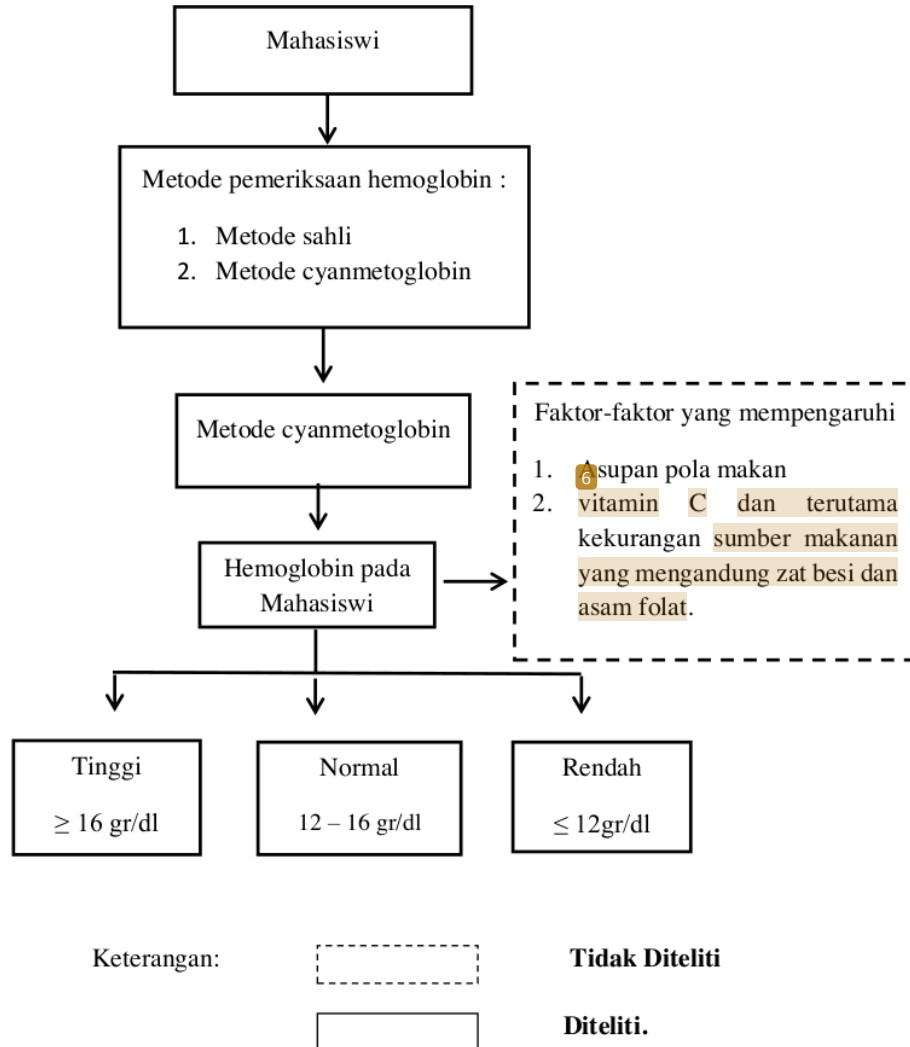 Mahasiswi
Metode pemeriksaan hemoglobin :
1. Metode sahli
2. Metode cyanmetoglobin
Metode cyanmetoglobin
Faktor-faktor yang mempengaruhi
1. Asupan pola makan
6
2. vitamin C dan terutama
kekurangan sumber makanan
yang mengandung zat besi dan
asam folat.
Hemoglobin pada
Mahasiswi
Tinggi
≥ 16 gr/dl
Normal
12 – 16 gr/dl
Rendah
≤ 12gr/dl
Keterangan:
Tidak Diteliti
Diteliti.